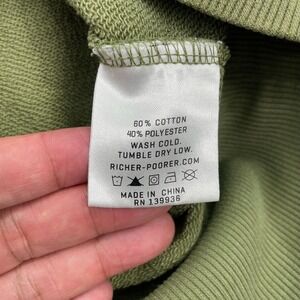 60% COTTON
40% POLYESTER
WASH COLD.
TUMBLE DRY LOW.
RICHER-POORER.COM
MADE IN CHINA
RN 139936